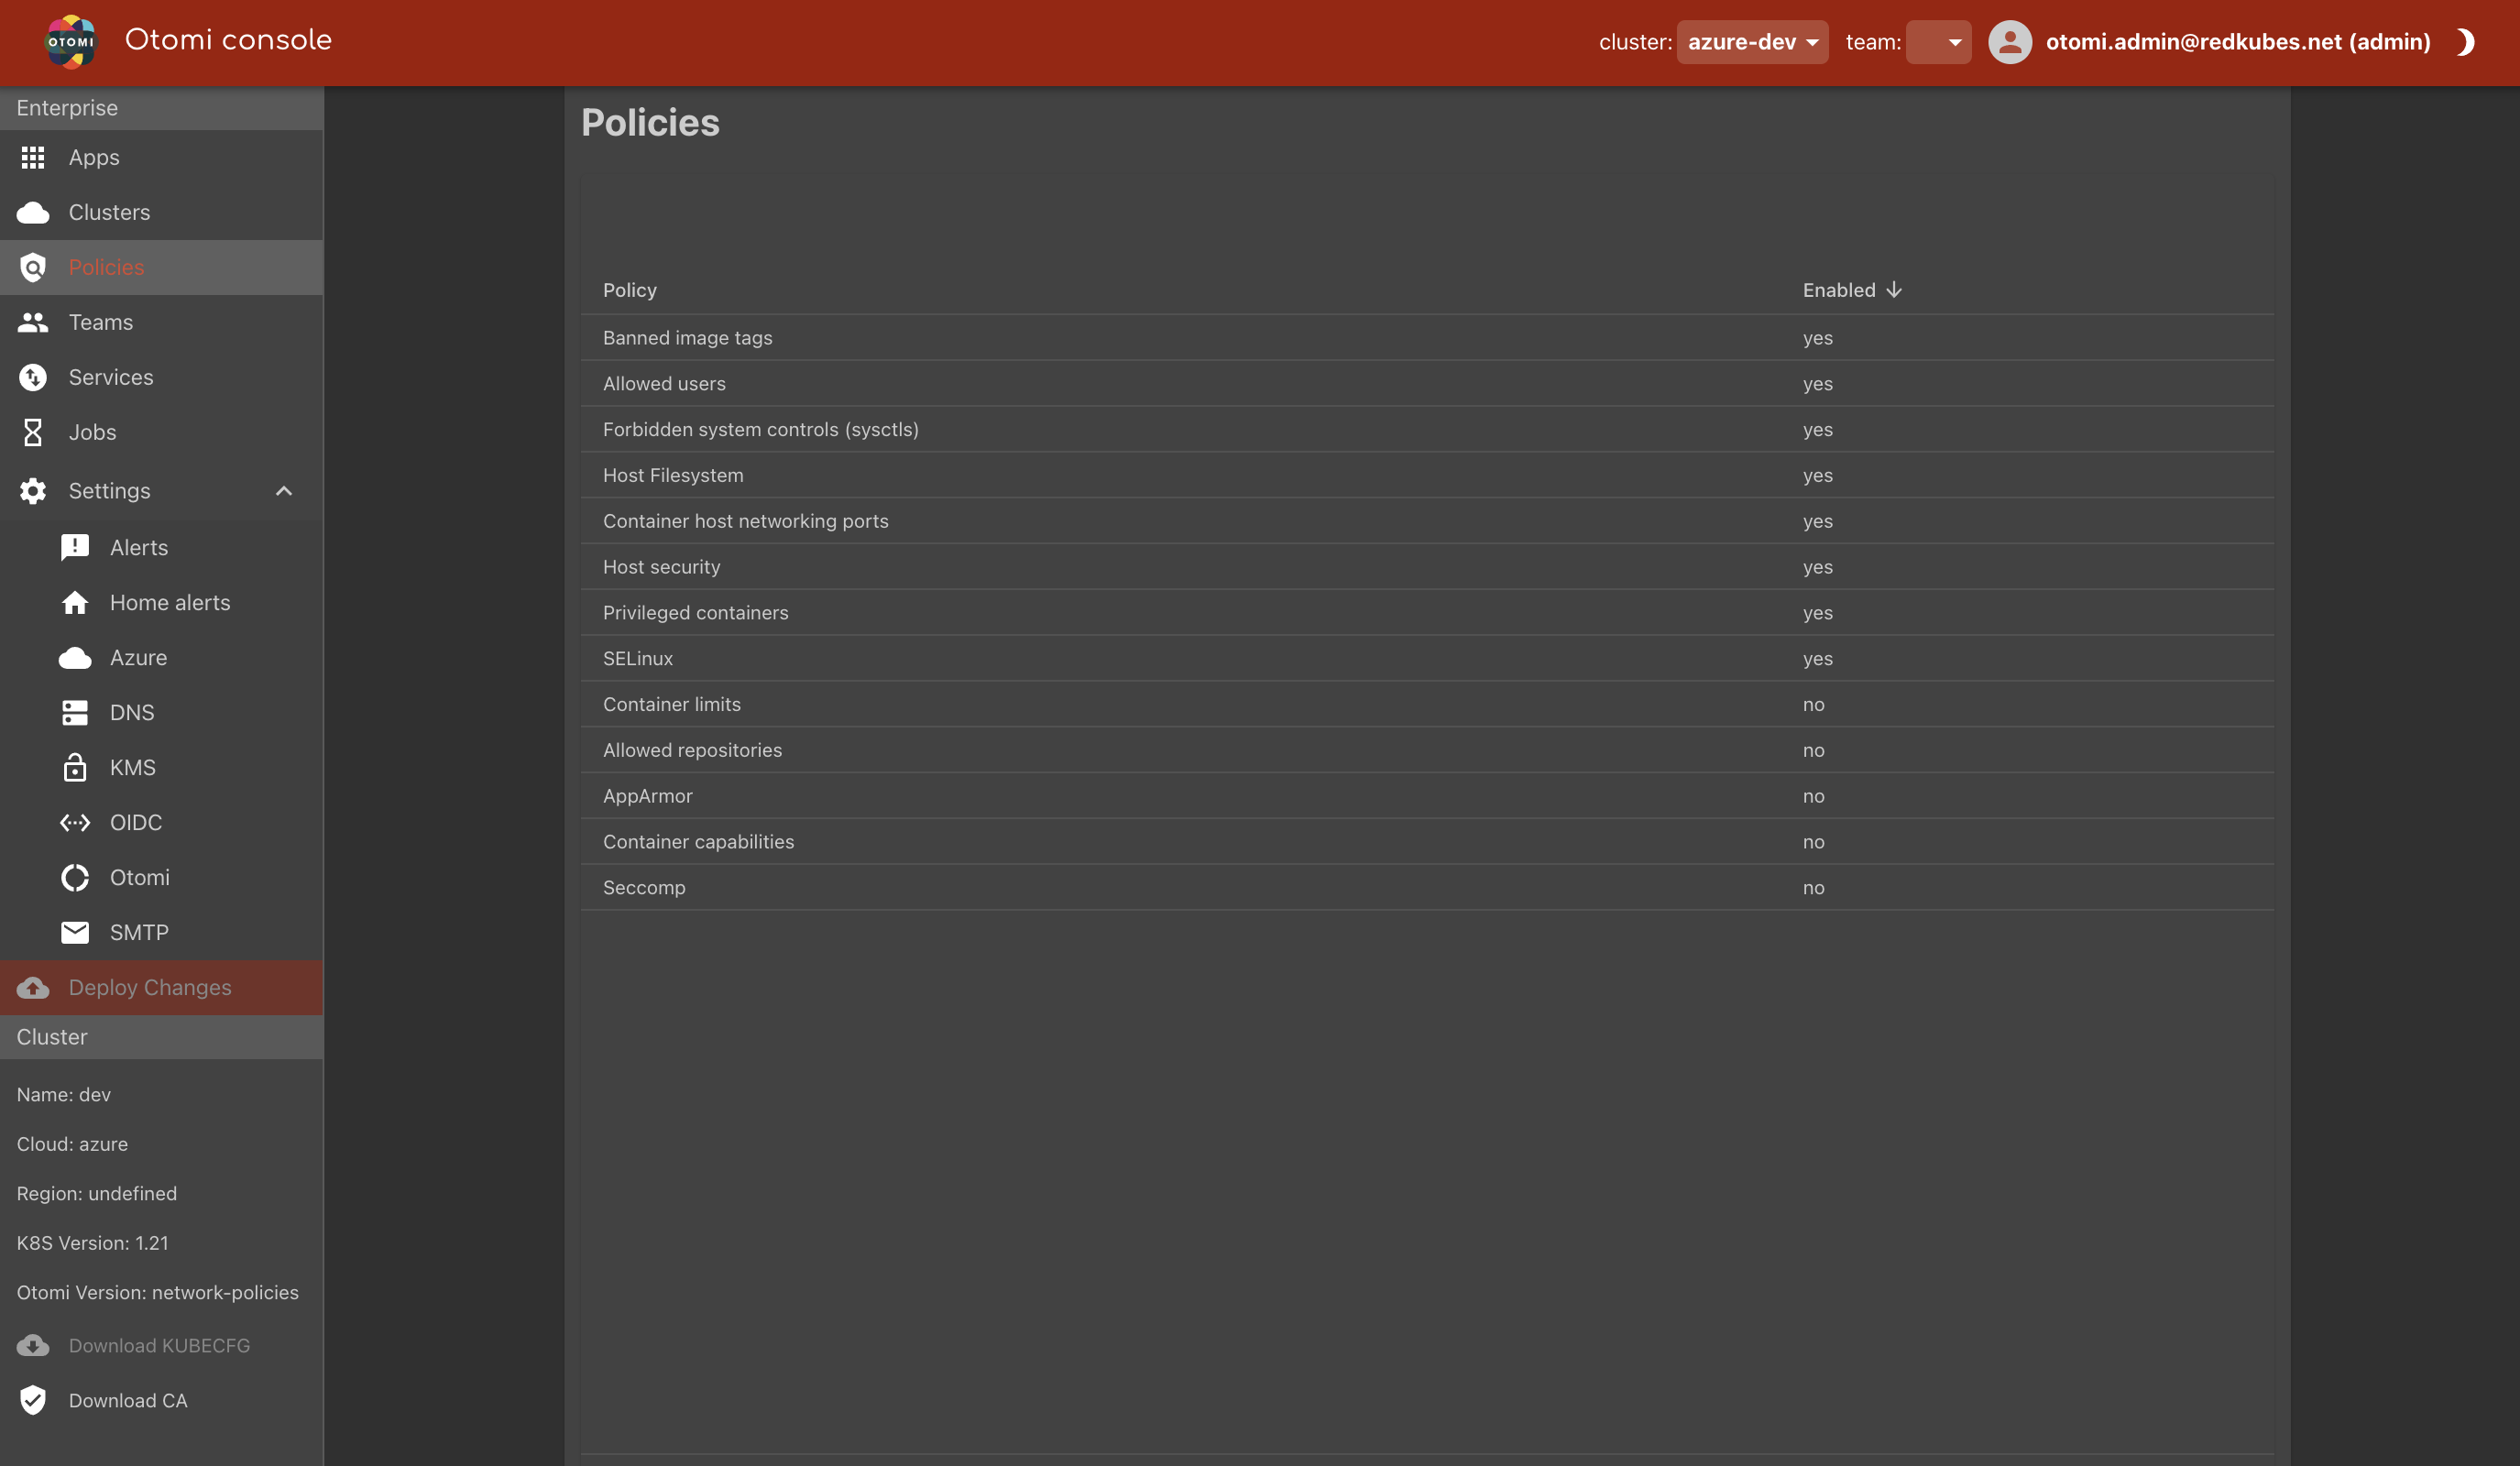 OTOMI
Otomi console
cluster: azure-dev team: otomi.admin@redkubes.net (admin)
Enterprise
Apps
Clusters
Policies
Teams
Services
Jobs
Settings
Alerts
Home alerts
Azure
DNS
KMS
OIDC
Otomi
SMTP
Deploy Changes
Cluster
Name: dev
Cloud: azure
Region: undefined
K8S Version: 1.21
Otomi Version: network-policies
Download KUBECFG
Download CA
Policies
Policy Enabled
Banned image tags yes
Allowed users yes
Forbidden system controls (sysctls) yes
Host Filesystem yes
Container host networking ports yes
Host security yes
Privileged containers yes
SELinux yes
Container limits no
Allowed repositories no
AppArmor no
Container capabilities no
Seccomp no